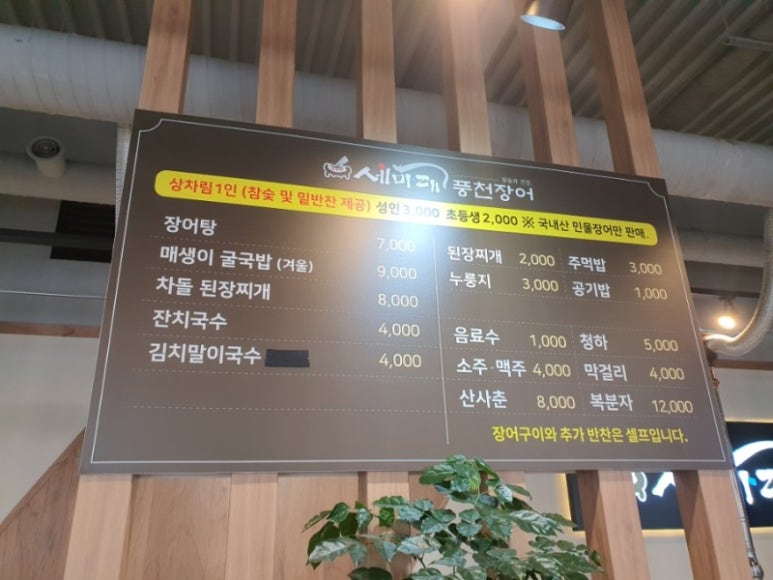 세미래 풍천장어
상차림1인 (참숯 및 밑반찬 제공) 성인3,000 초등생2,000 ※ 국내산 민물장어만 판매.
장어탕 7,000
매생이 굴국밥 (겨울) 9,000
차돌 된장찌개 8,000
잔치국수 4,000
김치말이국수 4,000
된장찌개 2,000 주먹밥 3,000
누룽지 3,000 공기밥 1,000
음료수 1,000 청하 5,000
소주·맥주 4,000 막걸리 4,000
산사춘 8,000 복분자 12,000
장어구이와 추가 반찬은 셀프입니다.